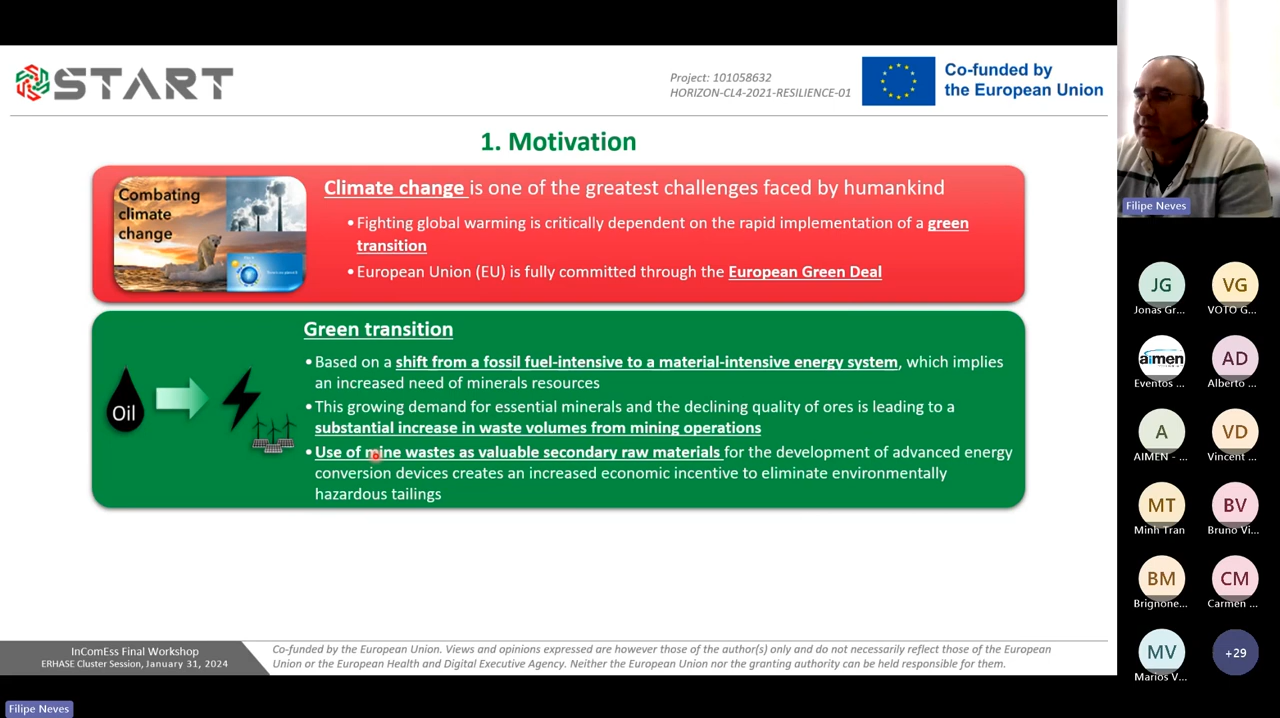 START
Project: 101058632
HORIZON-CL4-2021-RESILIENCE-01
Co-funded by
the European Union
1. Motivation
Combating
climate
change
Climate change is one of the greatest challenges faced by humankind
•Fighting global warming is critically dependent on the rapid implementation of a green
transition
•European Union (EU) is fully committed through the European Green Deal
Green transition
•Based on a shift from a fossil fuel-intensive to a material-intensive energy system, which implies
an increased need of minerals resources
•This growing demand for essential minerals and the declining quality of ores is leading to a
substantial increase in waste volumes from mining operations
•Use of mine wastes as valuable secondary raw materials for the development of advanced energy
conversion devices creates an increased economic incentive to eliminate environmentally
hazardous tailings
Oil
InComEss Final Workshop
ERHASE Cluster Session, January 31, 2024
Co-funded by the European Union. Views and opinions expressed are however those of the author(s) only and do not necessarily reflect those of the European
Union or the European Health and Digital Executive Agency. Neither the European Union nor the granting authority can be held responsible for them.
Filipe Neves
JG
VG
Jonas Gr...
VOTO G...
aimen
AD
Eventos ...
Alberto ...
A
VD
AIMEN - ...
Vincent ...
MT
BV
Minh Tran
Bruno Vi...
BM
CM
Brignone...
Carmen ...
MV
+29
Marios V...
Filipe Neves